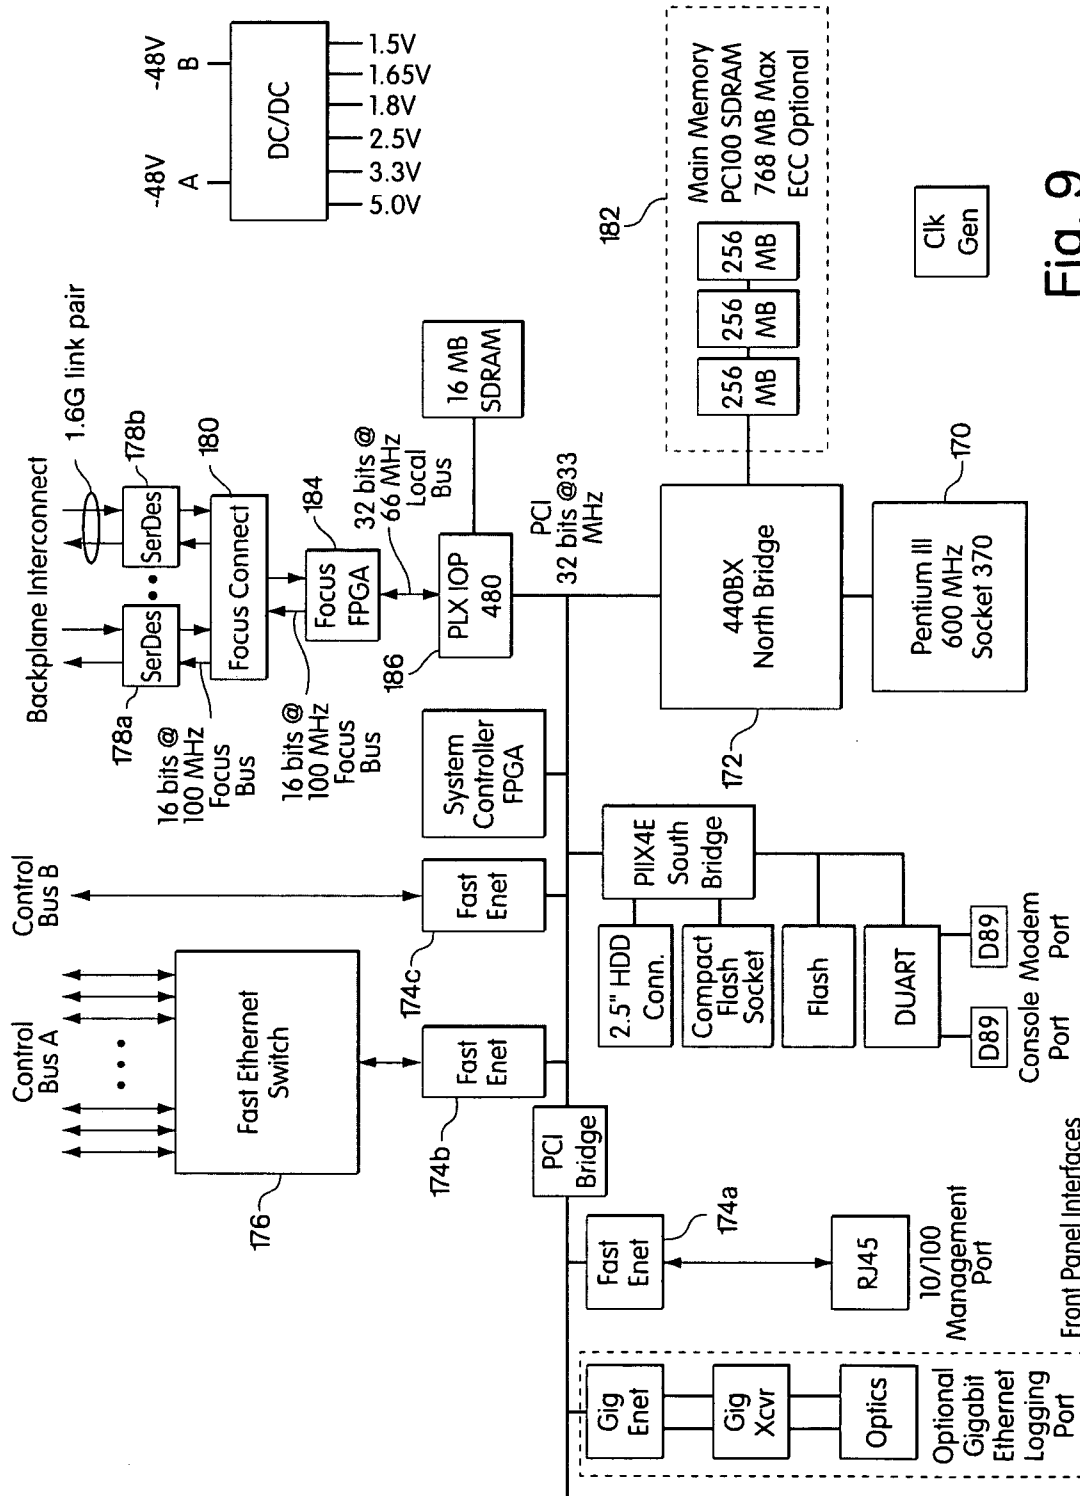 Backplane Interconnect
1.6G link pair
-48V
A
-48V
B
DC/DC
5.0V
3.3V
2.5V
1.8V
1.65V
1.5V
Control
Bus A
Control
Bus B
178a
SerDes
SerDes
178b
16 bits @
100 MHz
Focus
Bus
Focus Connect
180
16 bits @
100 MHz
Focus
Bus
Focus
FPGA
184
32 bits @
66 MHz
Local
Bus
186
PLX IOP
480
16 MB
SDRAM
176
Fast Ethernet
Switch
174b
Fast
Enet
174c
Fast
Enet
System
Controller
FPGA
PCI
32 bits @33
MHz
PCI
Bridge
Gig
Enet
Gig
Xcvr
Optics
Optional
Gigabit
Ethernet
Logging
Port
Fast
Enet
174a
RJ45
10/100
Management
Port
Front Panel Interfaces
PIIX4E
South
Bridge
2.5" HDD
Conn.
Compact
Flash
Socket
Flash
DUART
D89
D89
Console Modem
Port
Port
172
440BX
North Bridge
170
Pentium III
600 MHz
Socket 370
182
256
MB
256
MB
256
MB
Main Memory
PC100 SDRAM
768 MB Max
ECC Optional
Clk
Gen
Fig. 9